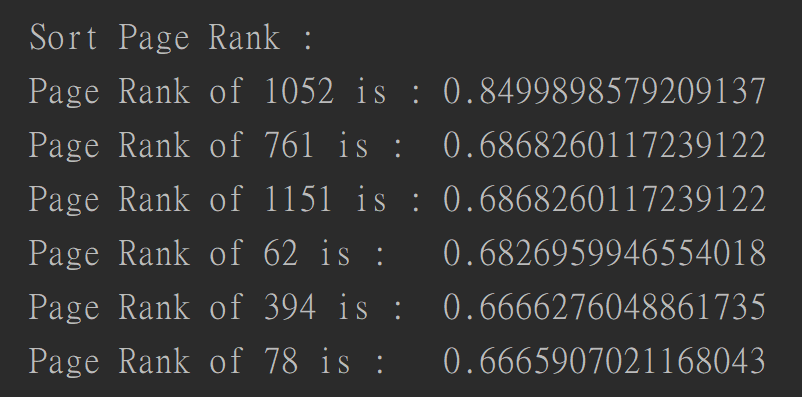 Sort Page Rank :
Page Rank of 1052 is : 0.8499898579209137
Page Rank of 761 is :  0.6868260117239122
Page Rank of 1151 is : 0.6868260117239122
Page Rank of 62 is :   0.6826959946554018
Page Rank of 394 is :  0.6666276048861735
Page Rank of 78 is :   0.6665907021168043